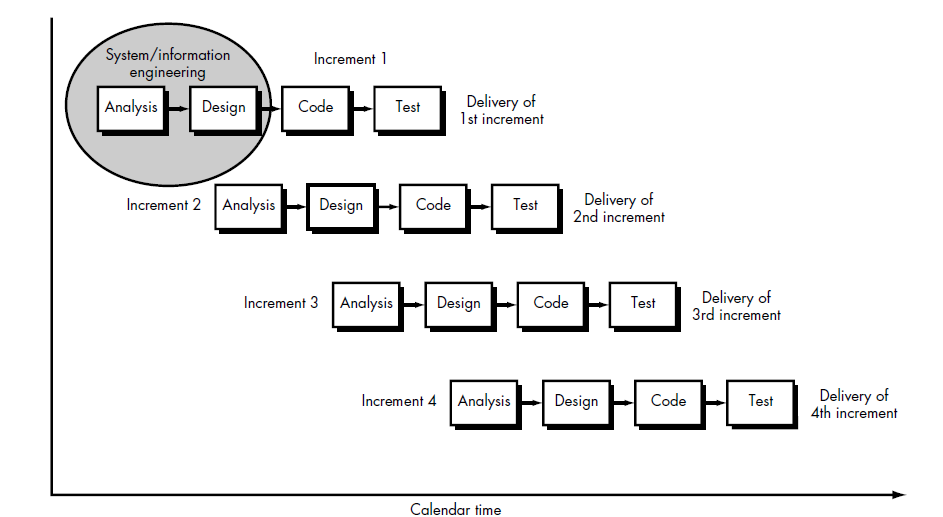 System/information
engineering
Increment 1
Analysis
Design
Code
Test
Delivery of
1st increment
Increment 2
Analysis
Design
Code
Test
Delivery of
2nd increment
Increment 3
Analysis
Design
Code
Test
Delivery of
3rd increment
Increment 4
Analysis
Design
Code
Test
Delivery of
4th increment
Calendar time